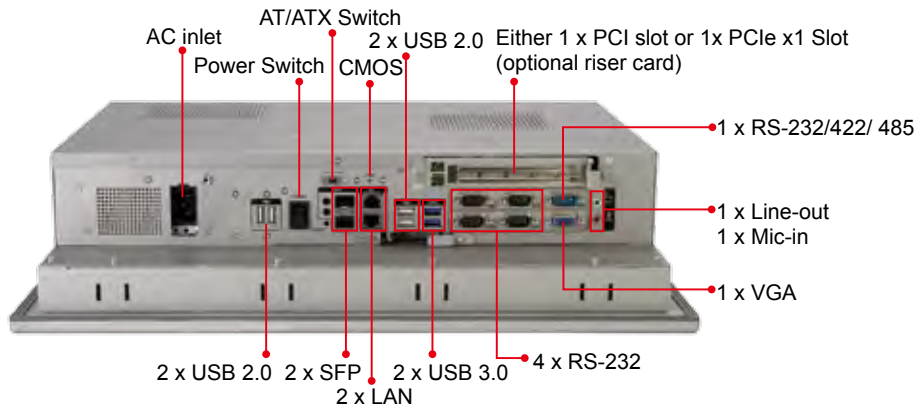 AT/ATX Switch
AC inlet
2 x USB 2.0
Either 1 x PCI slot or 1x PCIe x1 Slot
(optional riser card)
Power Switch
CMOS
1 x RS-232/422/ 485
1 x Line-out
1 x Mic-in
1 x VGA
2 x USB 2.0
2 x SFP
2 x USB 3.0
4 x RS-232
2 x LAN